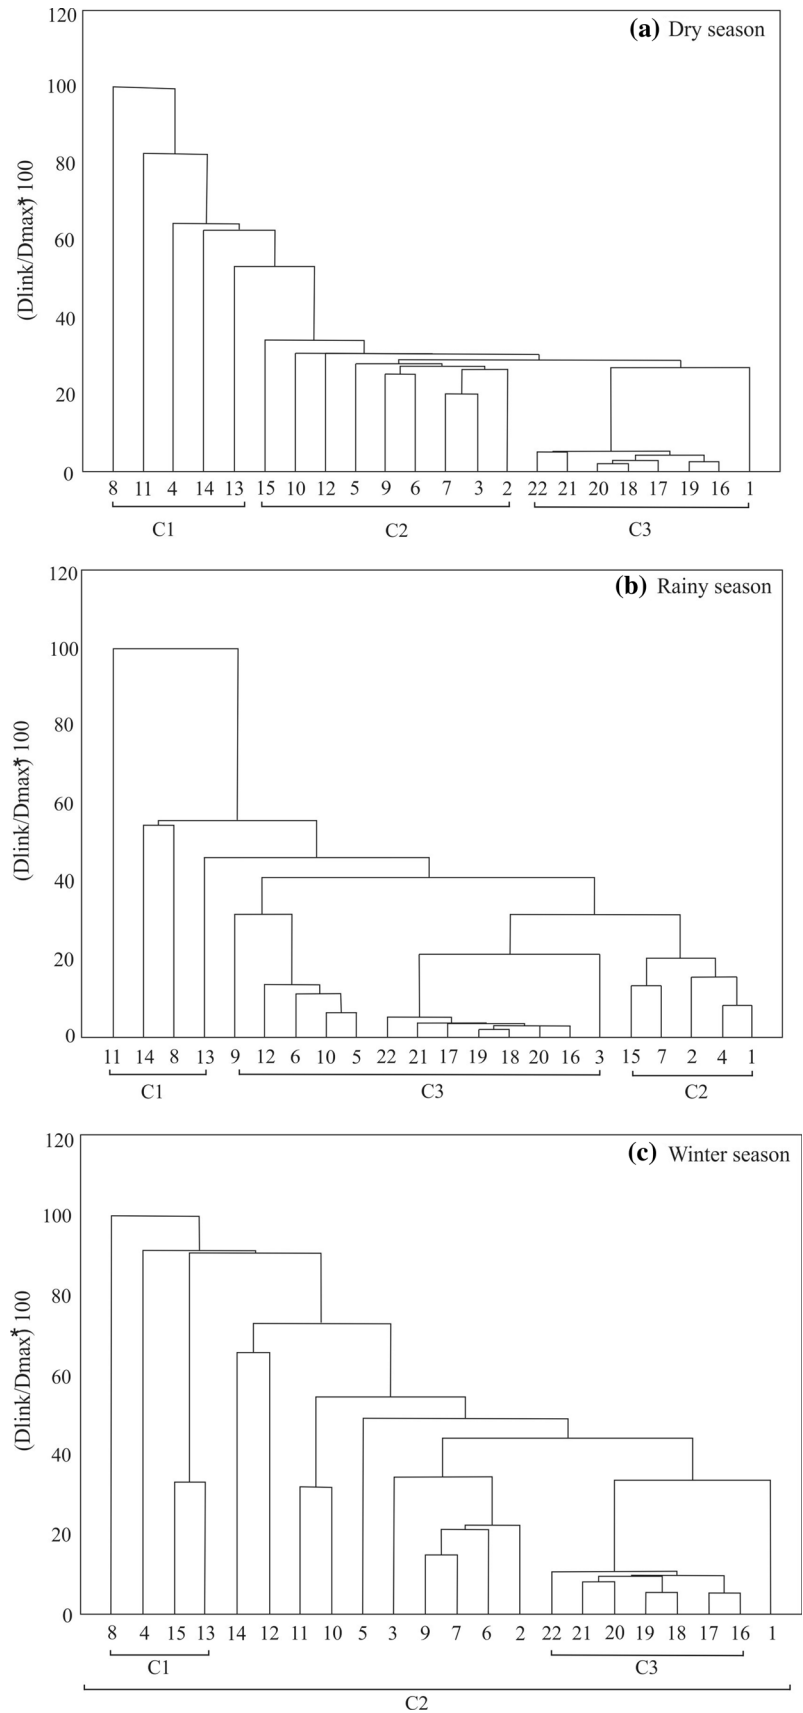 120
(a) Dry season
100
80
60
40
20
0
(Dlink/Dmax)* 100
8 11 4 14 13 15 10 12 5 9 6 7 3 2 22 21 20 18 17 19 16 1
C1 C2 C3
120
(b) Rainy season
100
80
60
40
20
0
(Dlink/Dmax)* 100
11 14 8 13 9 12 6 10 5 22 21 17 19 18 20 16 3 15 7 2 4 1
C1 C3 C2
120
(c) Winter season
100
80
60
40
20
0
(Dlink/Dmax)* 100
8 4 15 13 14 12 11 10 5 3 9 7 6 2 22 21 20 19 18 17 16 1
C1 C3
C2